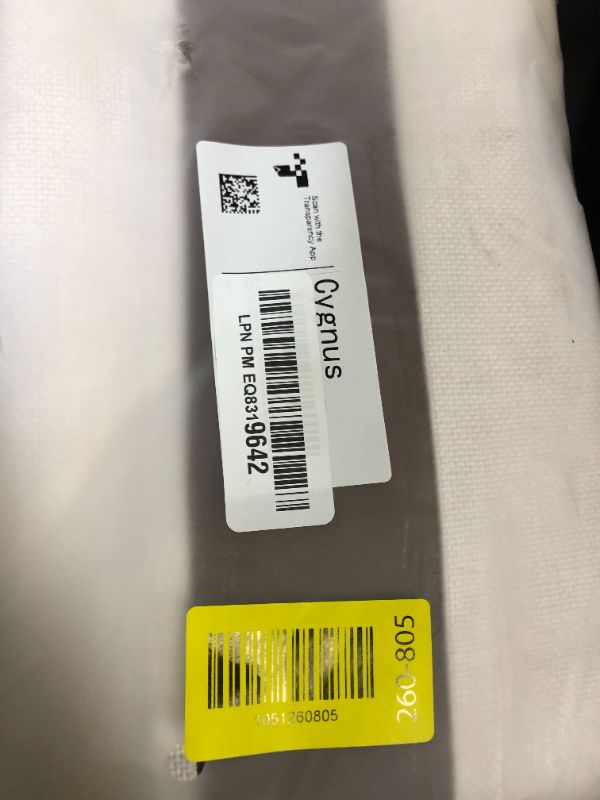 Scan with the
Transparency App
Cygnus
LPN PM EQ8319642
1051260805
260-805